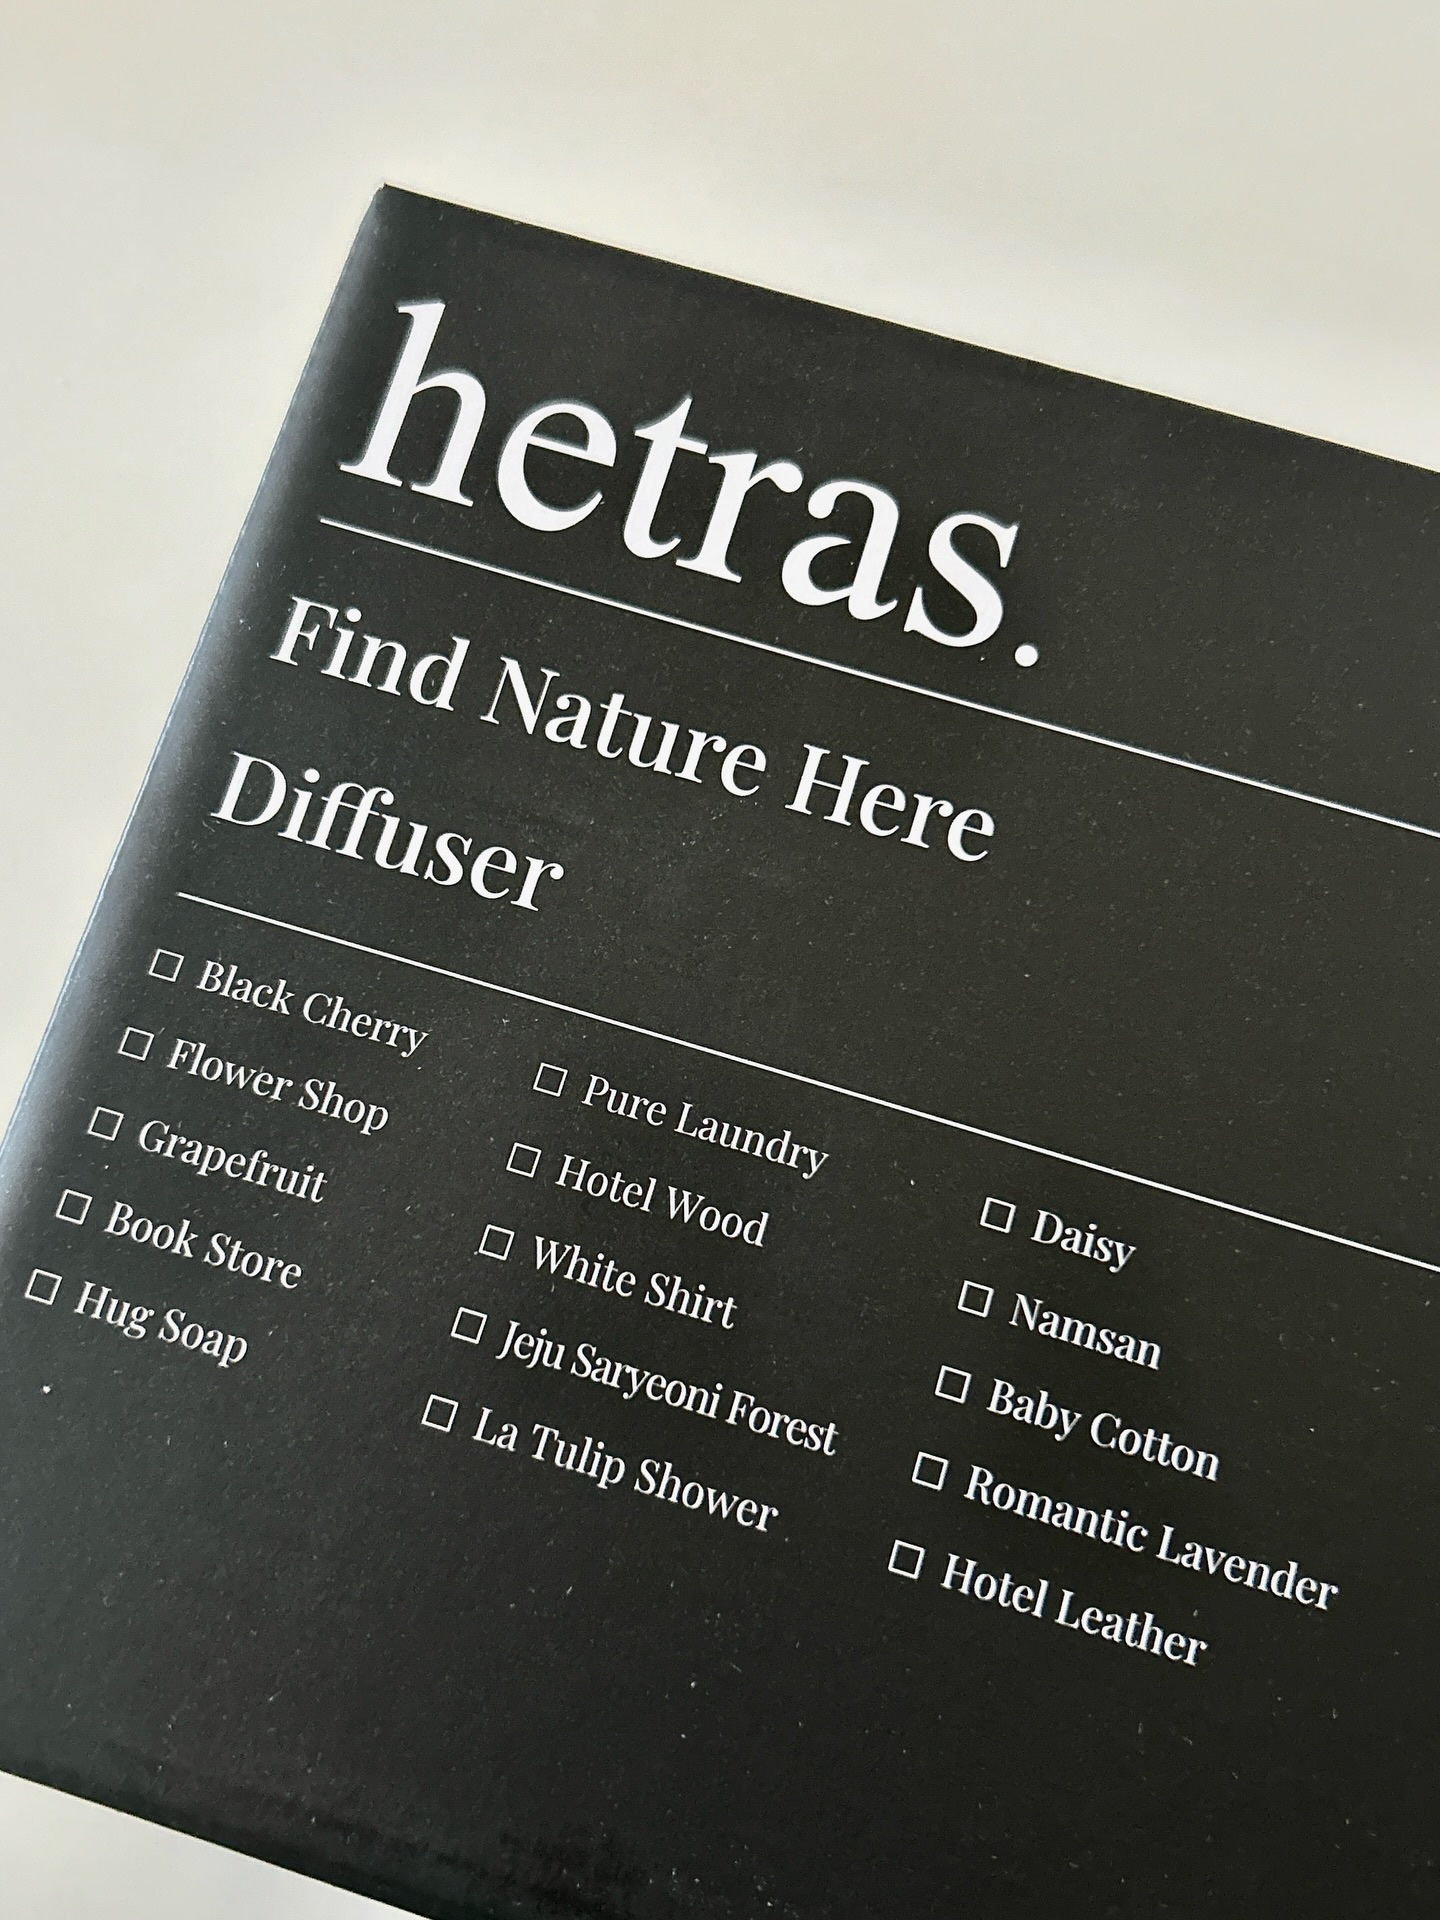 hetras.
Find Nature Here
Diffuser
☐ Black Cherry
☐ Flower Shop
☐ Grapefruit
☐ Book Store
☐ Hug Soap
☐ Pure Laundry
☐ Hotel Wood
☐ White Shirt
☐ Jeju Saryeoni Forest
☐ La Tulip Shower
☐ Daisy
☐ Namsan
☐ Baby Cotton
☐ Romantic Lavender
☐ Hotel Leather